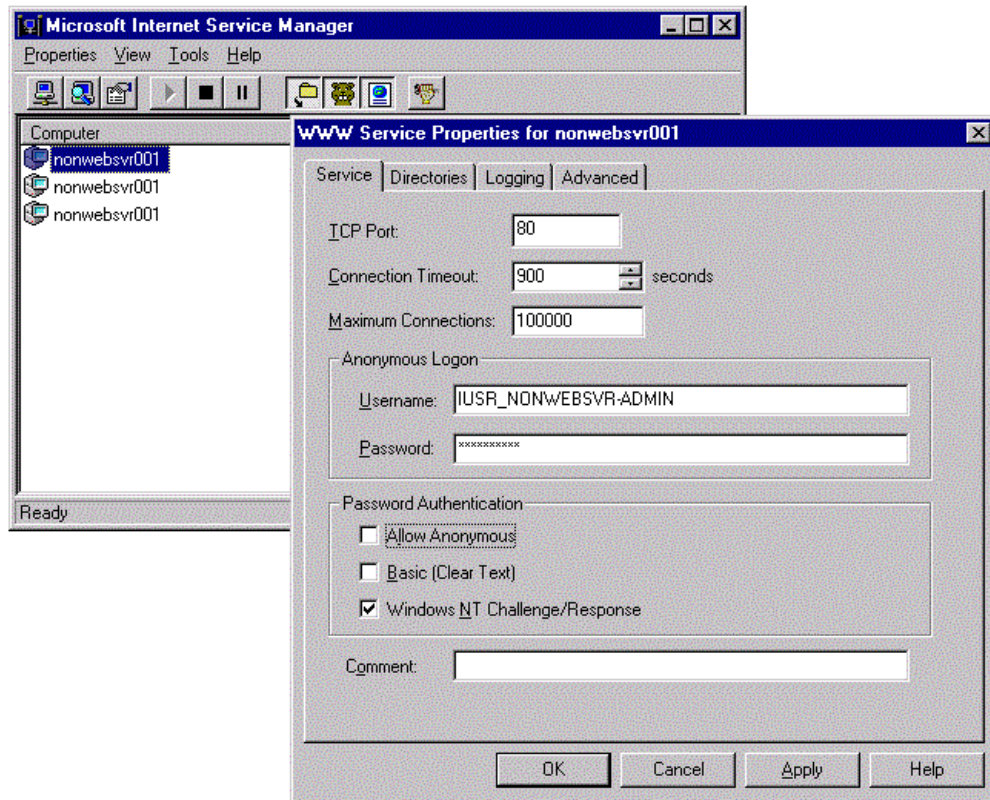 Microsoft Internet Service Manager
Properties View Tools Help
Computer
nonwebsvr001
nonwebsvr001
nonwebsvr001
Ready
WWW Service Properties for nonwebsvr001
Service Directories Logging Advanced
TCP Port: 80
Connection Timeout: 900 seconds
Maximum Connections: 100000
Anonymous Logon
Username: IUSR_NONWEBSVR-ADMIN
Password: **********
Password Authentication
Allow Anonymous
Basic (Clear Text)
Windows NT Challenge/Response
Comment:
OK Cancel Apply Help